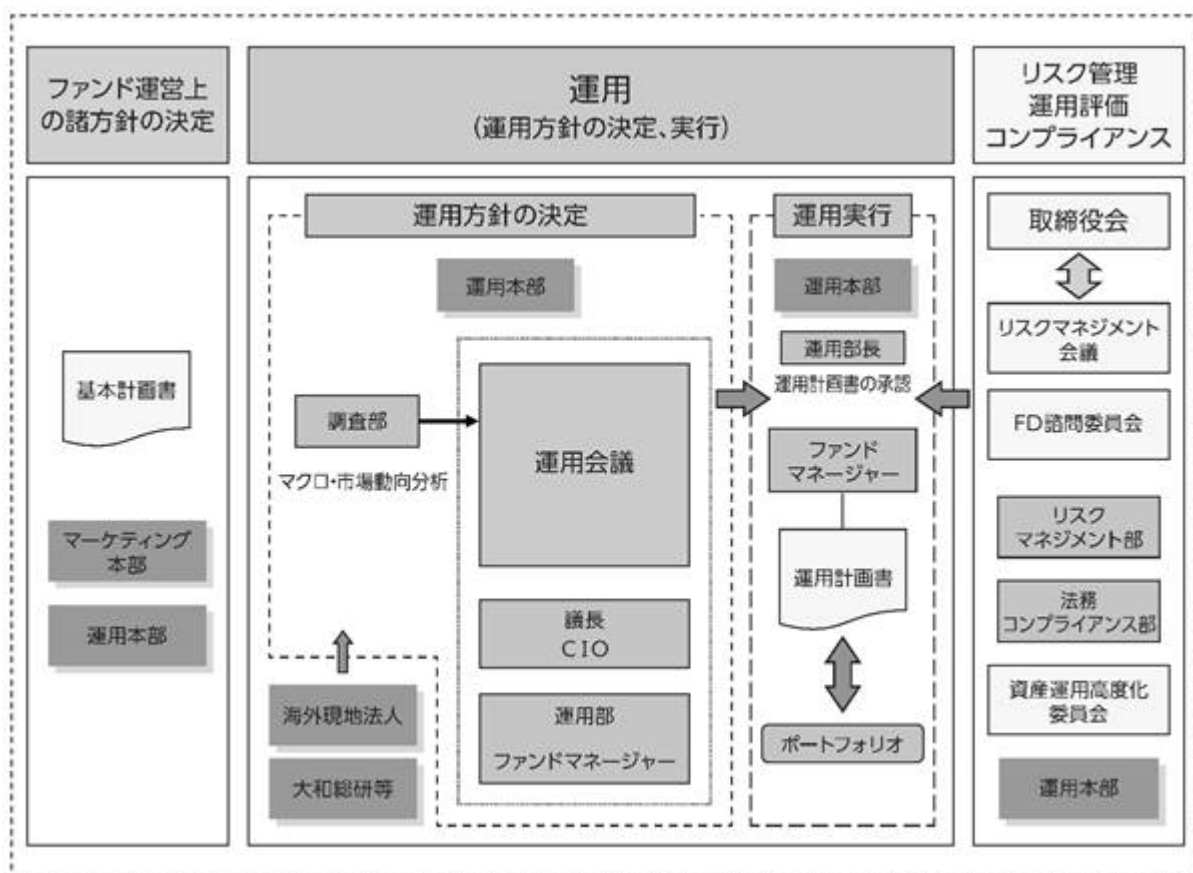 ファンド運営上
の諸方針の決定
運用
(運用方針の決定、実行)
リスク管理
運用評価
コンプライアンス
基本計画書
マーケティング
本部
運用本部
運用方針の決定
運用本部
調査部
マクロ・市場動向分析
運用会議
議長
CIO
運用部
ファンドマネージャー
海外現地法人
大和総研等
運用実行
運用本部
運用部長
運用計画書の承認
ファンド
マネージャー
運用計画書
ポートフォリオ
取締役会
リスクマネジメント
会議
FD諮問委員会
リスク
マネジメント部
法務
コンプライアンス部
資産運用高度化
委員会
運用本部